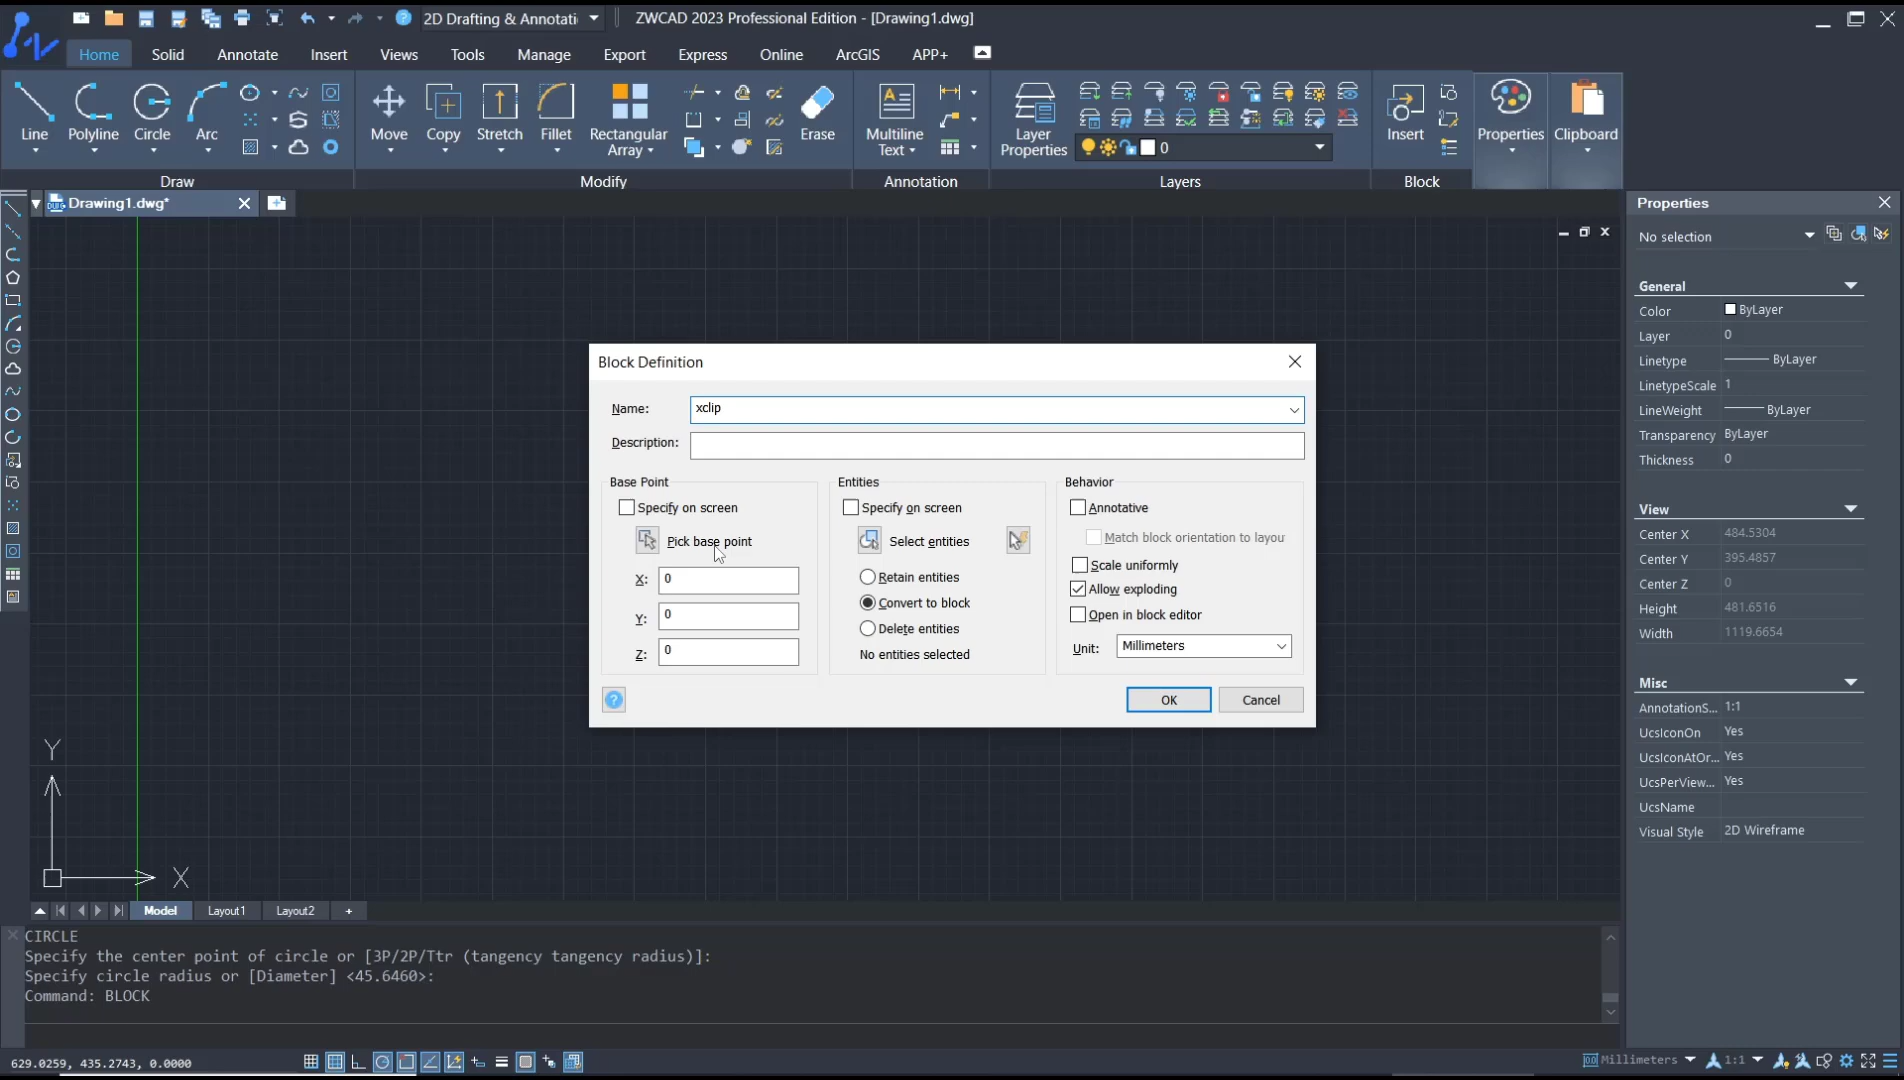 2D Drafting & Annotati
ZWCAD 2023 Professional Edition - [Drawing1.dwg]
Home Solid Annotate Insert Views Tools Manage Export Express Online ArcGIS APP+
Line Polyline Circle Arc Move Copy Stretch Fillet Rectangular Array Erase Multiline Text Layer Properties 0 Insert Properties Clipboard
Draw Modify Annotation Layers Block
Drawing1.dwg*
Properties
No selection
General
Color ByLayer
Layer 0
Linetype ByLayer
LinetypeScale 1
LineWeight ByLayer
Transparency ByLayer
Thickness 0
View
Center X 484.5304
Center Y 395.4857
Center Z 0
Height 481.6516
Width 1119.6654
Misc
AnnotationS... 1:1
UcsIconOn Yes
UcsIconAtOr... Yes
UcsPerView... Yes
UcsName
Visual Style 2D Wireframe
Block Definition
Name: xclip
Description:
Base Point
Specify on screen
Pick base point
X: 0
Y: 0
Z: 0
Entities
Specify on screen
Select entities
Retain entities
Convert to block
Delete entities
No entities selected
Behavior
Annotative
Match block orientation to layou
Scale uniformly
Allow exploding
Open in block editor
Unit: Millimeters
OK Cancel
Y
X
Model Layout1 Layout2 +
CIRCLE
Specify the center point of circle or [3P/2P/Ttr (tangency tangency radius)]:
Specify circle radius or [Diameter] <45.6460>:
Command: BLOCK
629.0259, 435.2743, 0.0000
Millimeters 1:1